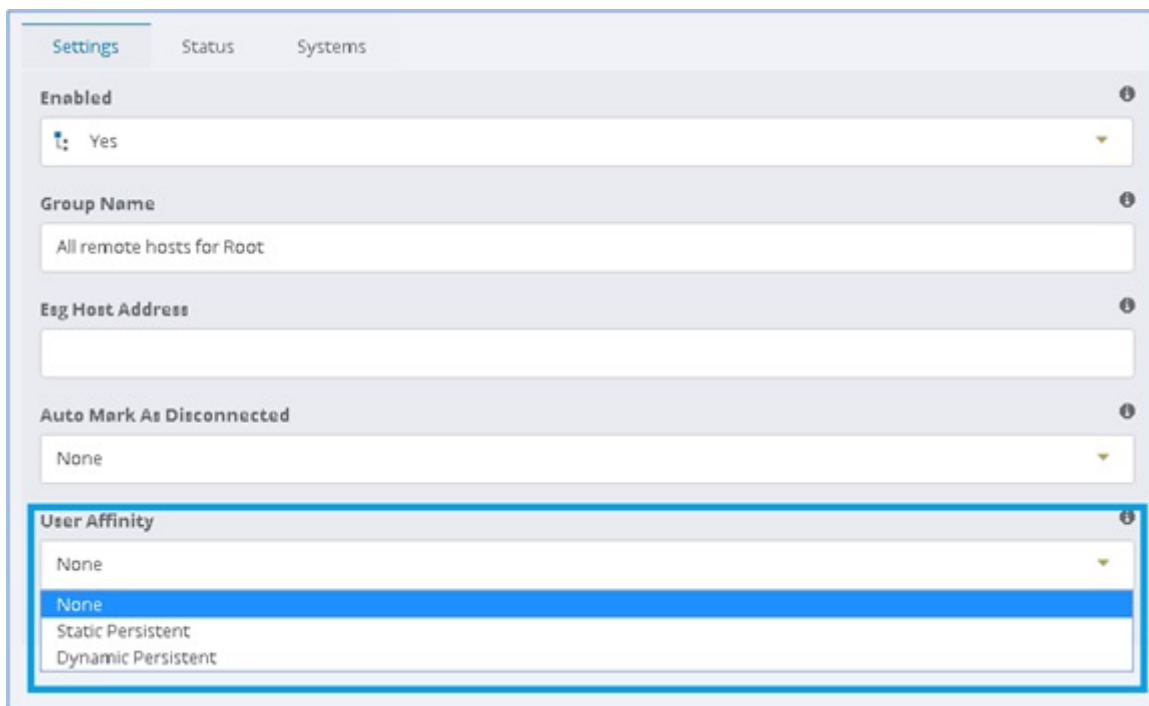 Settings Status Systems
Enabled
Yes
Group Name
All remote hosts for Root
Esg Host Address
Auto Mark As Disconnected
None
User Affinity
None
None
Static Persistent
Dynamic Persistent